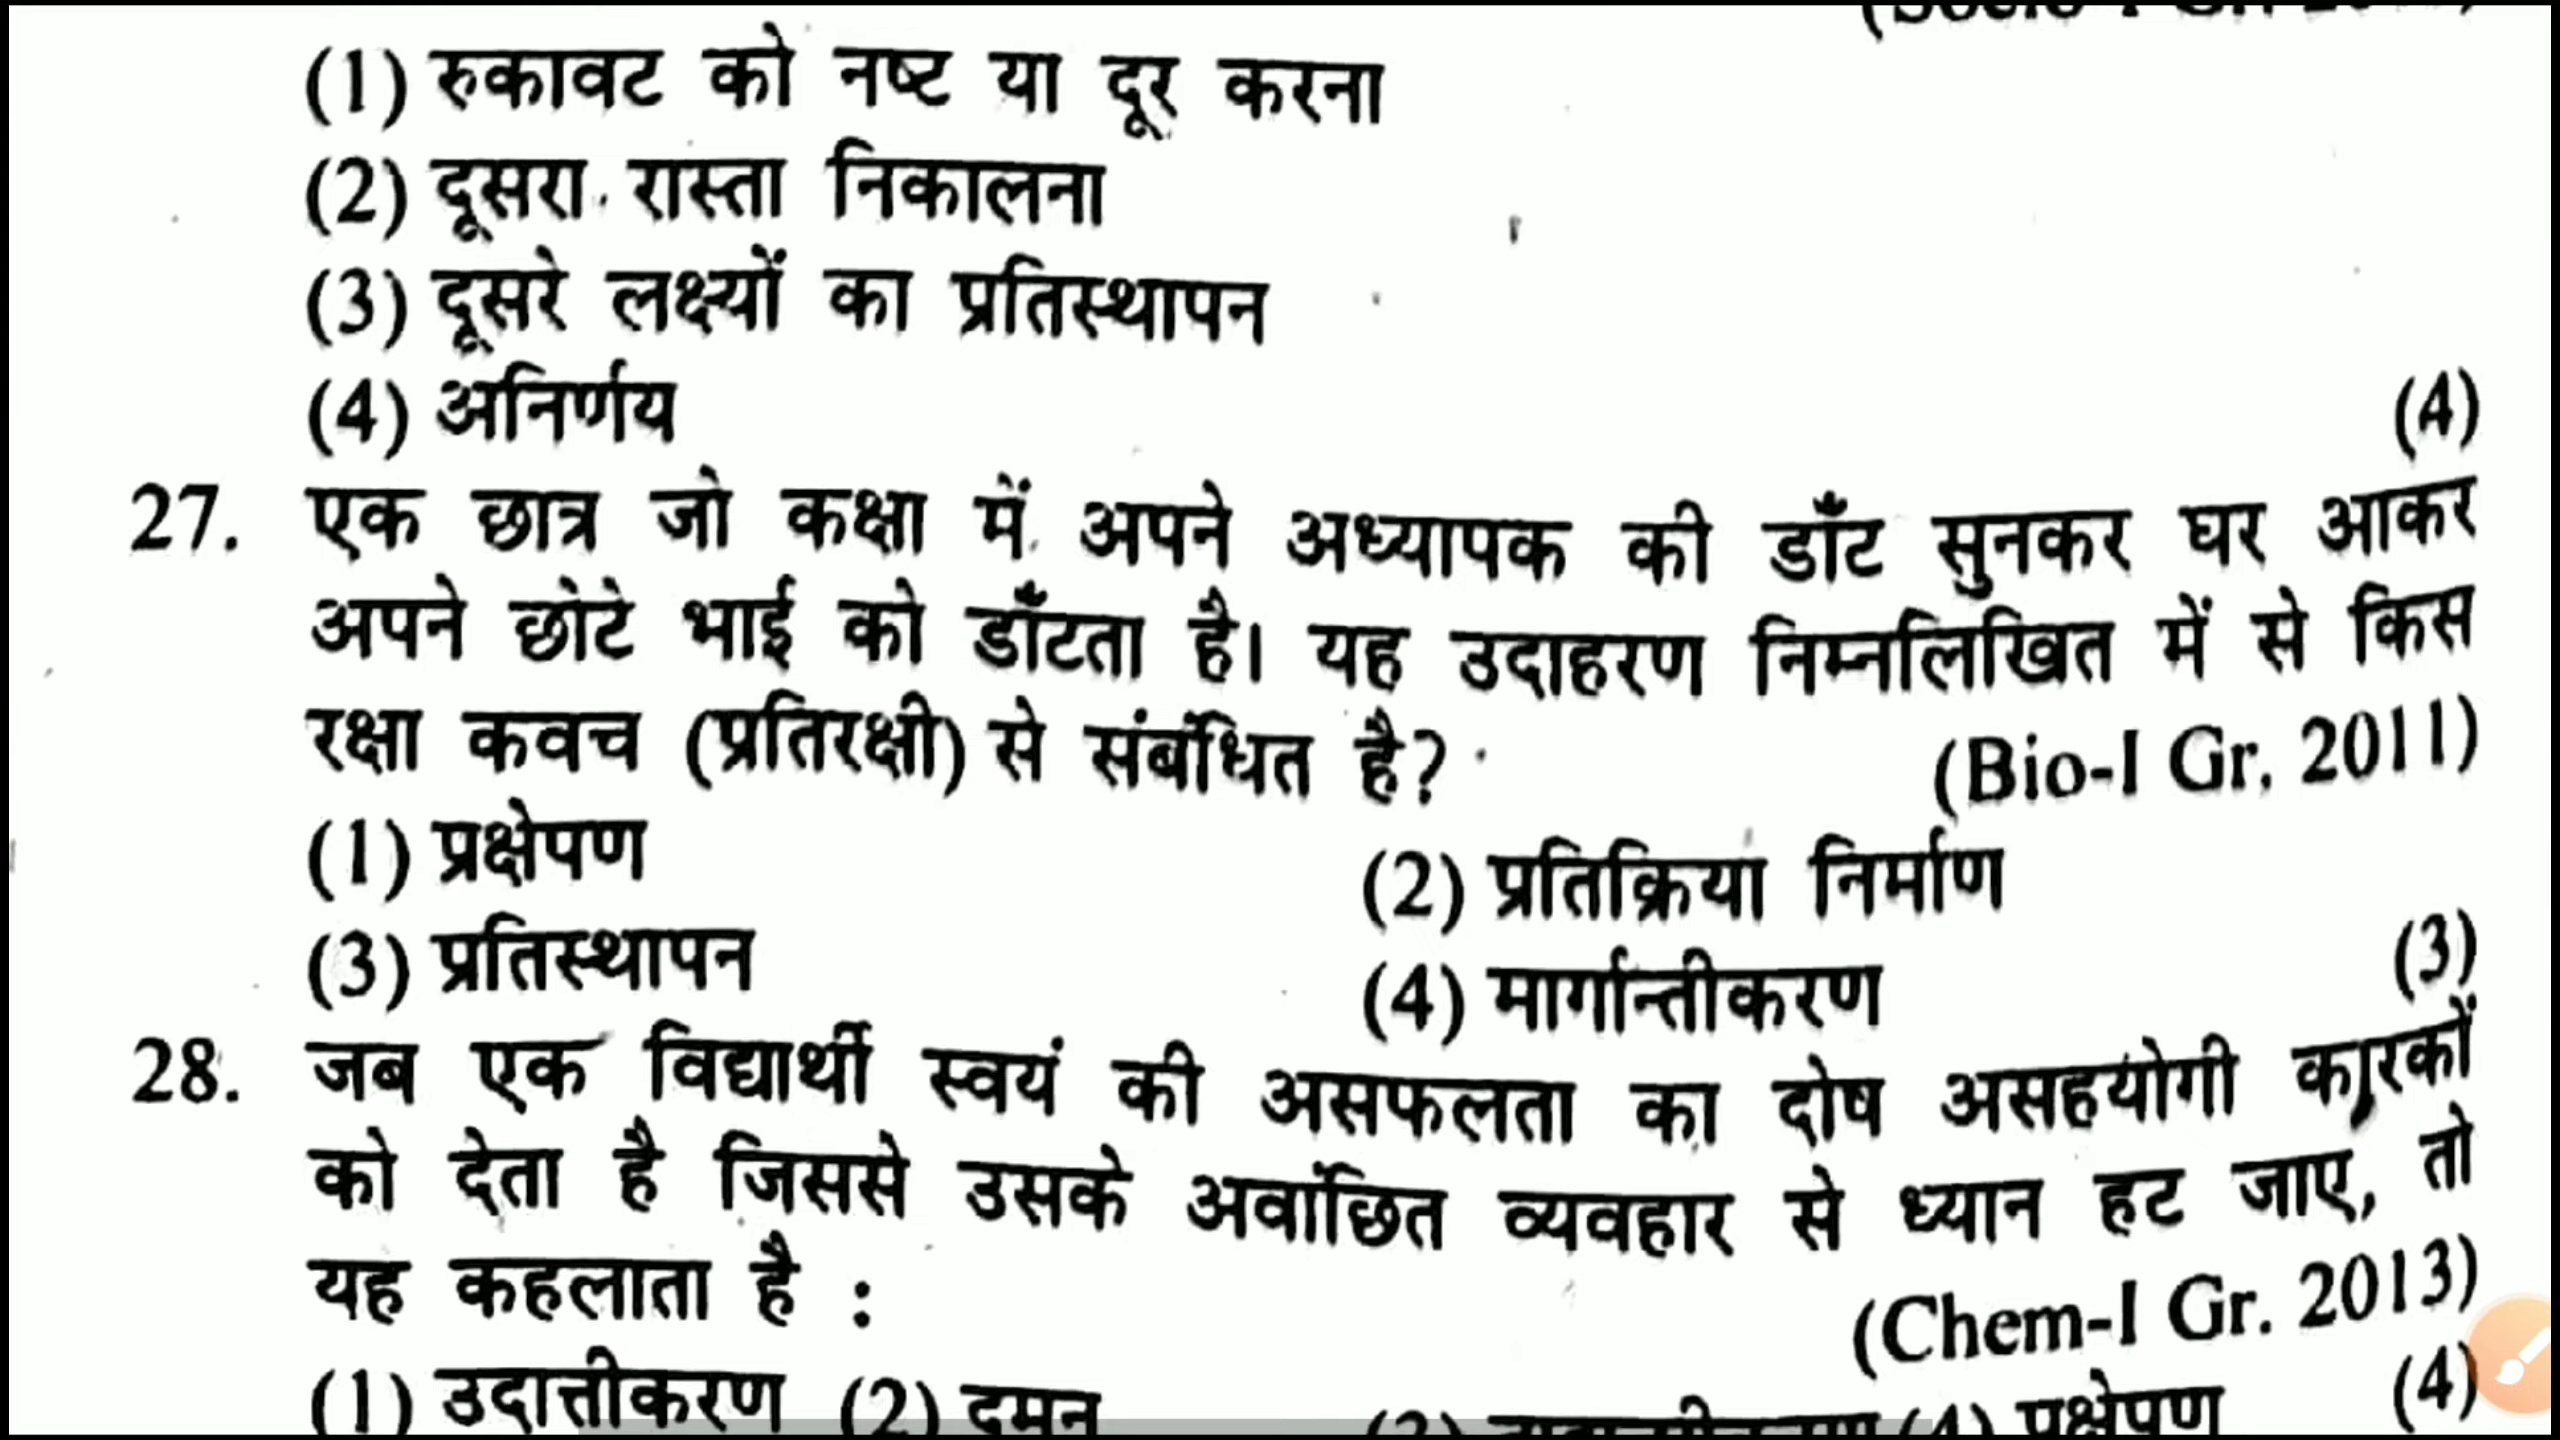 (1) रुकावट को नष्ट या दूर करना
(2) दूसरा रास्ता निकालना
(3) दूसरे लक्ष्यों का प्रतिस्थापन
(4) अनिर्णय (4)
27. एक छात्र जो कक्षा में अपने अध्यापक की डाँट सुनकर घर आकर
अपने छोटे भाई को डाँटता है। यह उदाहरण निम्नलिखित में से किस
रक्षा कवच (प्रतिरक्षी) से संबंधित है? (Bio-I Gr. 2011)
(1) प्रक्षेपण (2) प्रतिक्रिया निर्माण
(3) प्रतिस्थापन (4) मार्गान्तीकरण (3)
28. जब एक विद्यार्थी स्वयं की असफलता का दोष असहयोगी कारकों
को देता है जिससे उसके अवांछित व्यवहार से ध्यान हट जाए, तो
यह कहलाता है : (Chem-I Gr. 2013)
(1) उदात्तीकरण (2) दमन (3) (4) प्रक्षेपण (4)